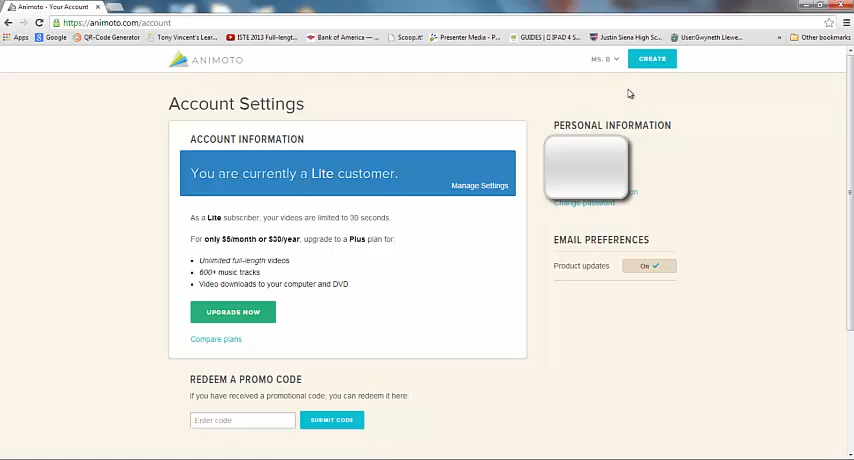 Animoto - Your Account
https://animoto.com/account
Apps
Google
QR-Code Generator
Tony Vincent's Lear...
ISTE 2013 Full-lengt...
Bank of America — ...
Scoop.it!
Presenter Media - P...
GUIDES | IPAD 4 S...
Justin Siena High Sc...
UserGwyneth Llewe...
»
Other bookmarks
ANIMOTO
MS. B
CREATE
Account Settings
ACCOUNT INFORMATION
You are currently a Lite customer.
Manage Settings
As a Lite subscriber, your videos are limited to 30 seconds.
For only $5/month or $30/year, upgrade to a Plus plan for:
• Unlimited full-length videos
• 600+ music tracks
• Video downloads to your computer and DVD
UPGRADE NOW
Compare plans
REDEEM A PROMO CODE
If you have received a promotional code, you can redeem it here.
Enter code
SUBMIT CODE
PERSONAL INFORMATION
Change password
EMAIL PREFERENCES
Product updates
On